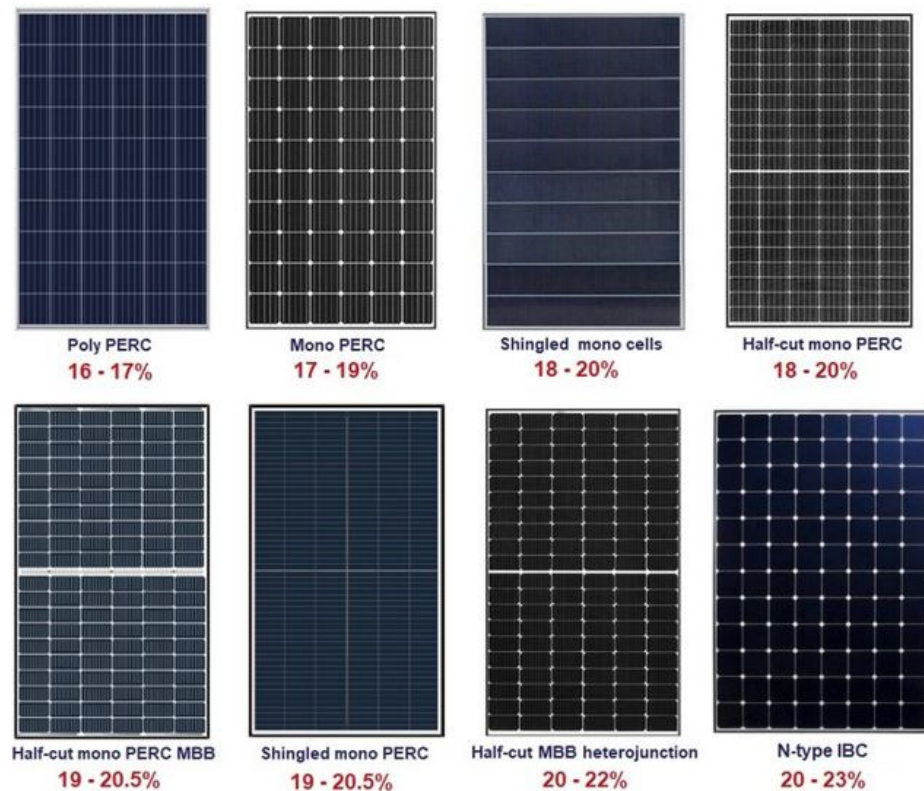 Poly PERC
16 - 17%
Mono PERC
17 - 19%
Shingled mono cells
18 - 20%
Half-cut mono PERC
18 - 20%
Half-cut mono PERC MBB
19 - 20.5%
Shingled mono PERC
19 - 20.5%
Half-cut MBB heterojunction
20 - 22%
N-type IBC
20 - 23%